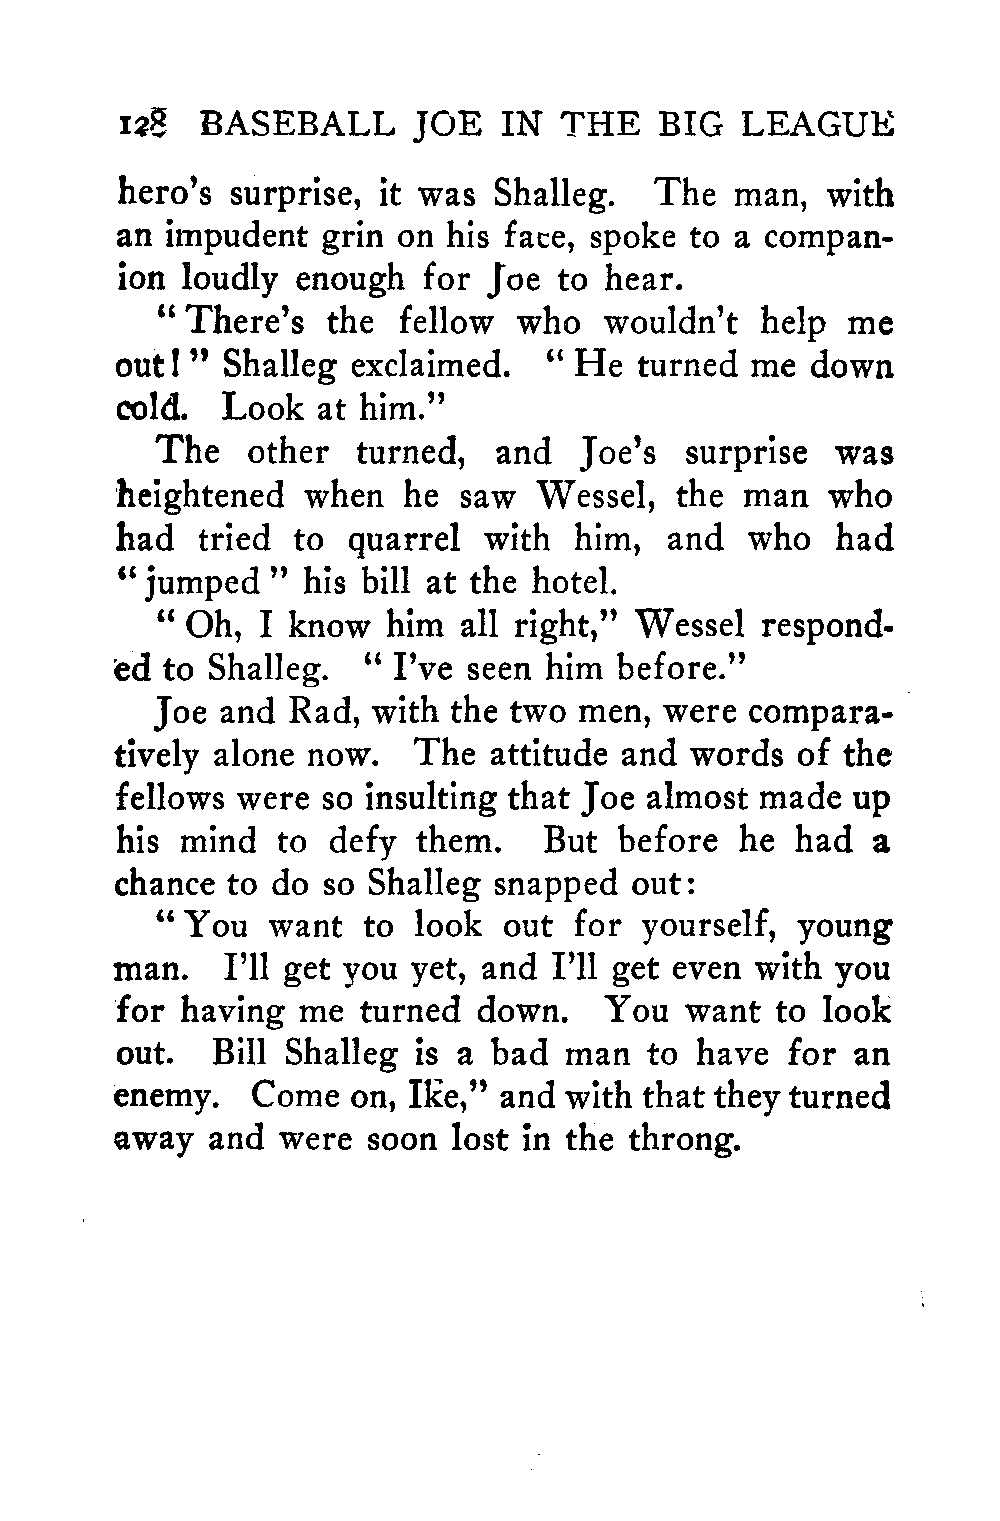 128 BASEBALL JOE IN THE BIG LEAGUE
hero's surprise, it was Shalleg. The man, with
an impudent grin on his face, spoke to a compan-
ion loudly enough for Joe to hear.
"There's the fellow who wouldn't help me
out!" Shalleg exclaimed. "He turned me down
cold. Look at him."
The other turned, and Joe's surprise was
heightened when he saw Wessel, the man who
had tried to quarrel with him, and who had
"jumped" his bill at the hotel.
"Oh, I know him all right," Wessel respond-
ed to Shalleg. "I've seen him before."
Joe and Rad, with the two men, were compara-
tively alone now. The attitude and words of the
fellows were so insulting that Joe almost made up
his mind to defy them. But before he had a
chance to do so Shalleg snapped out:
"You want to look out for yourself, young
man. I'll get you yet, and I'll get even with you
for having me turned down. You want to look
out. Bill Shalleg is a bad man to have for an
enemy. Come on, Ike," and with that they turned
away and were soon lost in the throng.